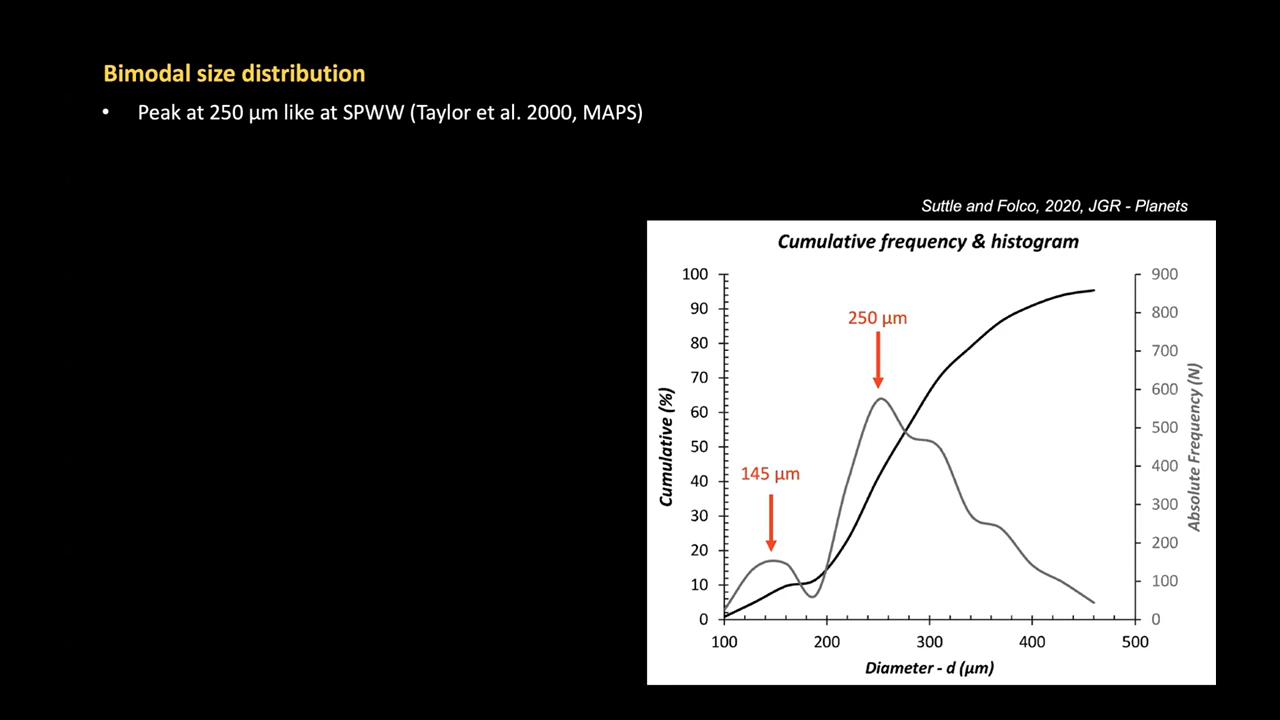 Bimodal size distribution
• Peak at 250 µm like at SPWW (Taylor et al. 2000, MAPS)
Suttle and Folco, 2020, JGR - Planets
Cumulative frequency & histogram
100
90
80
70
60
50
40
30
20
10
0
Cumulative (%)
145 µm
250 µm
900
800
700
600
500
400
300
200
100
0
Absolute Frequency (N)
100 200 300 400 500
Diameter - d (µm)